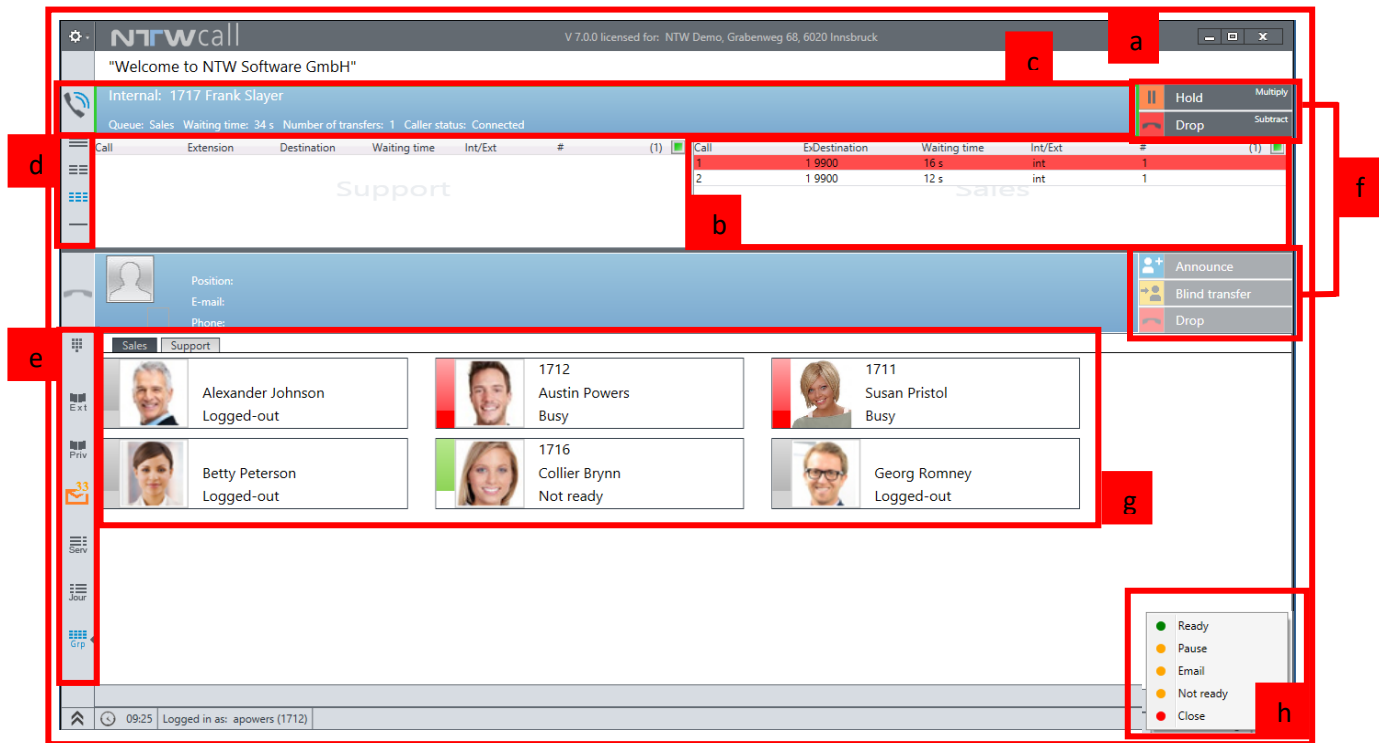 a
NTWcall
V 7.0.0 licensed for: NTW Demo, Grabenweg 68, 6020 Innsbruck
"Welcome to NTW Software GmbH"
c
Internal: 1717 Frank Slayer
Queue: Sales Waiting time: 34 s Number of transfers: 1 Caller status: Connected
Hold Multiply
Drop Subtract
f
d
Call Extension Destination Waiting time Int/Ext # (1)
Support
Call ExDestination Waiting time Int/Ext # (1)
1 1 9900 16 s int 1
2 1 9900 12 s int 1
Sales
b
Position:
E-mail:
Phone:
Announce
Blind transfer
Drop
e
Ext
Priv
33
Serv
Jour
Grp
Sales Support
Alexander Johnson
Logged-out
1712
Austin Powers
Busy
1711
Susan Pristol
Busy
Betty Peterson
Logged-out
1716
Collier Brynn
Not ready
Georg Romney
Logged-out
g
Ready
Pause
Email
Not ready
Close
h
09:25 Logged in as: apowers (1712)